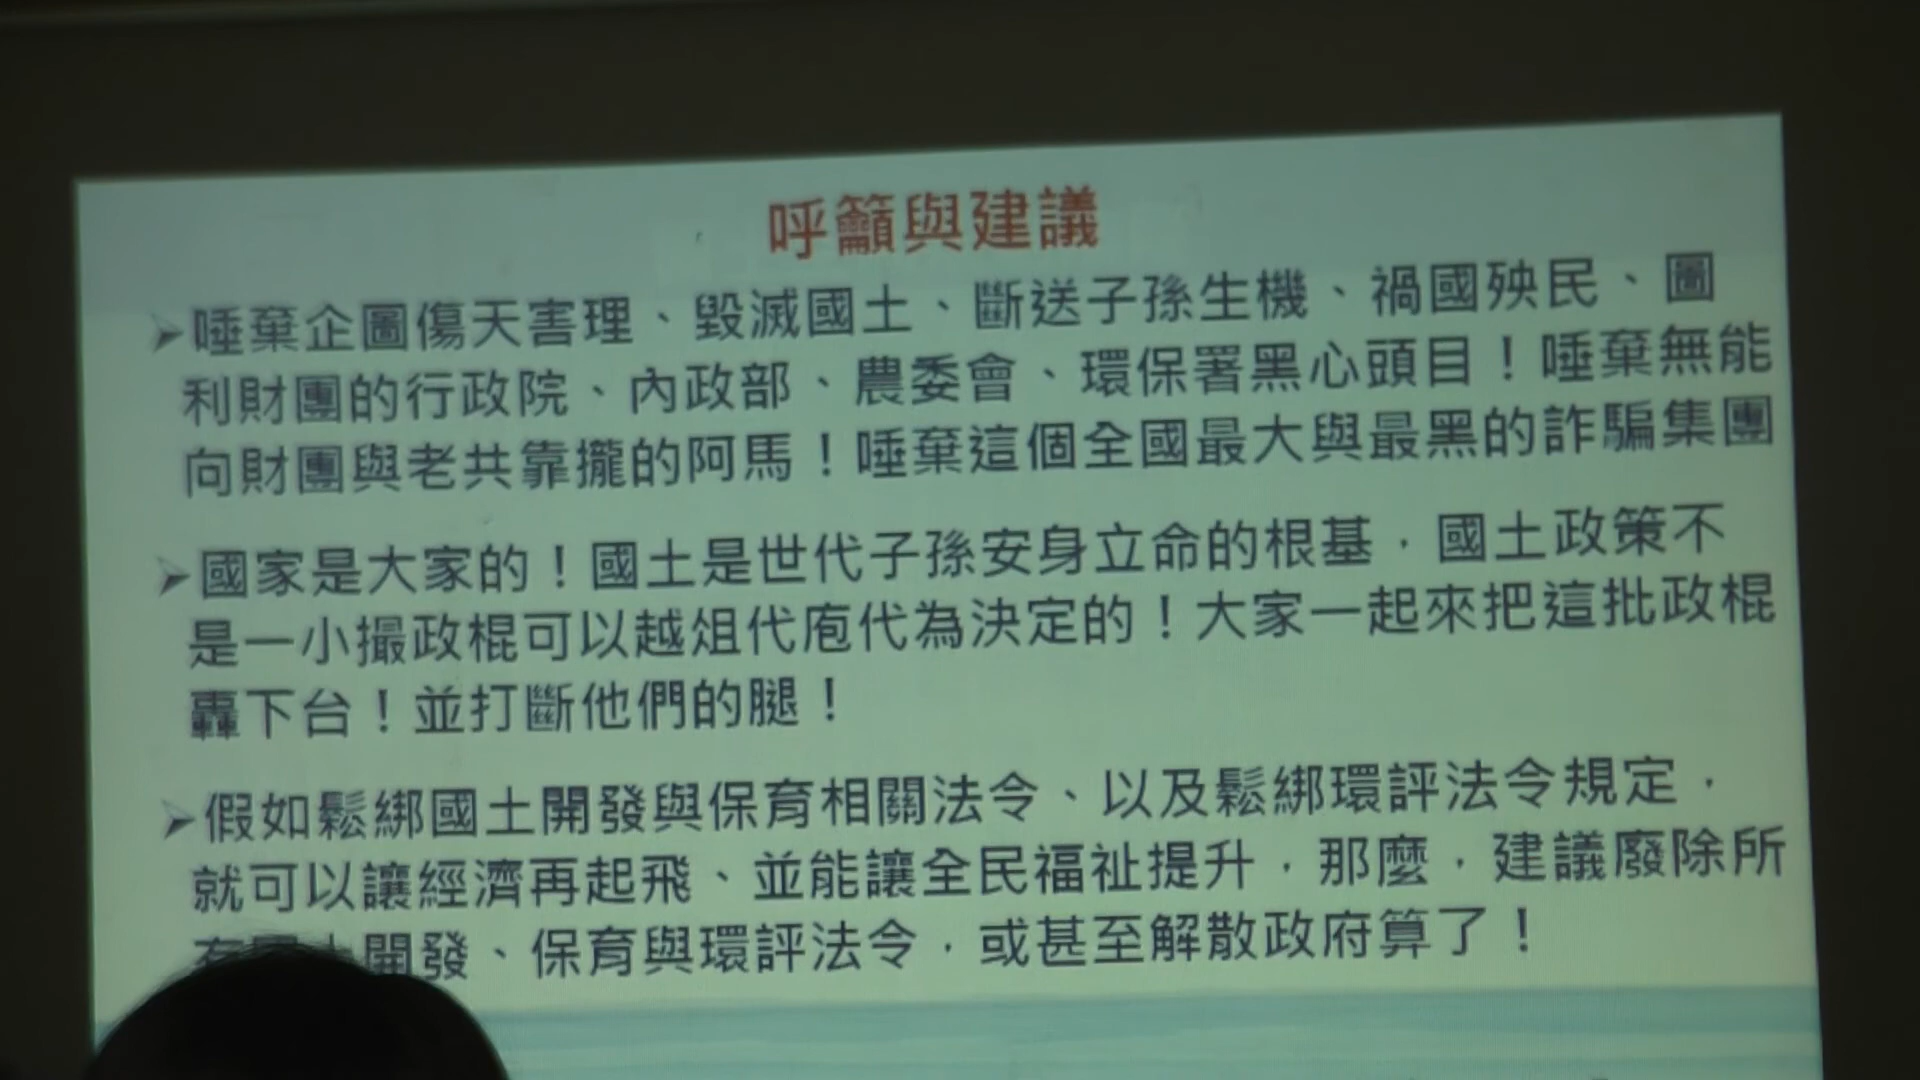 呼籲與建議
➢唾棄企圖傷天害理、毀滅國土、斷送子孫生機、禍國殃民、圖
利財團的行政院、內政部、農委會、環保署黑心頭目！唾棄無能
向財團與老共靠攏的阿馬！唾棄這個全國最大與最黑的詐騙集團
➢國家是大家的！國土是世代子孫安身立命的根基，國土政策不
是一小撮政棍可以越俎代庖代為決定的！大家一起來把這批政棍
轟下台！並打斷他們的腿！
➢假如鬆綁國土開發與保育相關法令、以及鬆綁環評法令規定，
就可以讓經濟再起飛、並能讓全民福祉提升，那麼，建議廢除所
開發、保育與環評法令，或甚至解散政府算了！